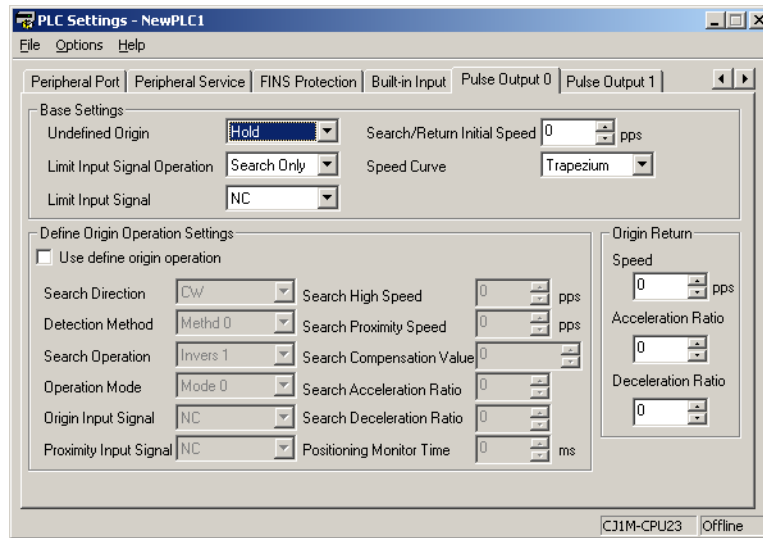 PLC Settings - NewPLC1
File Options Help
Peripheral Port Peripheral Service FINS Protection Built-in Input Pulse Output 0 Pulse Output 1
Base Settings
Undefined Origin Hold Search/Return Initial Speed 0 pps
Limit Input Signal Operation Search Only Speed Curve Trapezium
Limit Input Signal NC
Define Origin Operation Settings
Use define origin operation
Search Direction CW Search High Speed 0 pps
Detection Method Methd 0 Search Proximity Speed 0 pps
Search Operation Invers 1 Search Compensation Value 0
Operation Mode Mode 0 Search Acceleration Ratio 0
Origin Input Signal NC Search Deceleration Ratio 0
Proximity Input Signal NC Positioning Monitor Time 0 ms
Origin Return
Speed
0 pps
Acceleration Ratio
0
Deceleration Ratio
0
CJ1M-CPU23 Offline